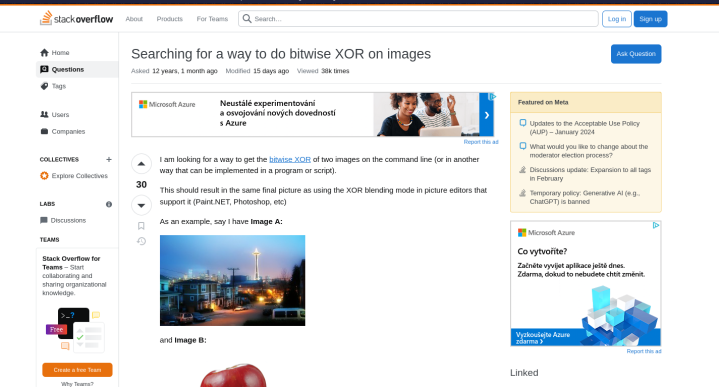 stackoverflow
About
Products
For Teams
Search…
Log in
Sign up
Home
Questions
Tags
Users
Companies
COLLECTIVES
+
Explore Collectives
LABS
Discussions
TEAMS
Stack Overflow for
Teams – Start
collaborating and
sharing organizational
knowledge.
>_?
Free
Create a free Team
Why Teams?
Searching for a way to do bitwise XOR on images
Ask Question
Asked 12 years, 1 month ago Modified 15 days ago Viewed 38k times
Microsoft Azure
Neustálé experimentování
a osvojování nových dovedností
s Azure
Report this ad
30
I am looking for a way to get the bitwise XOR of two images on the command line (or in another
way that can be implemented in a program or script).
This should result in the same final picture as using the XOR blending mode in picture editors that
support it (Paint.NET, Photoshop, etc)
As an example, say I have Image A:
and Image B:
Featured on Meta
Updates to the Acceptable Use Policy
(AUP) – January 2024
What would you like to change about the
moderator election process?
Discussions update: Expansion to all tags
in February
Temporary policy: Generative AI (e.g.,
ChatGPT) is banned
Microsoft Azure
Co vytvoříte?
Začněte vyvíjet aplikace ještě dnes.
Zdarma, dokud to nebudete chtít změnit.
Vyzkoušejte Azure
zdarma >
Report this ad
Linked